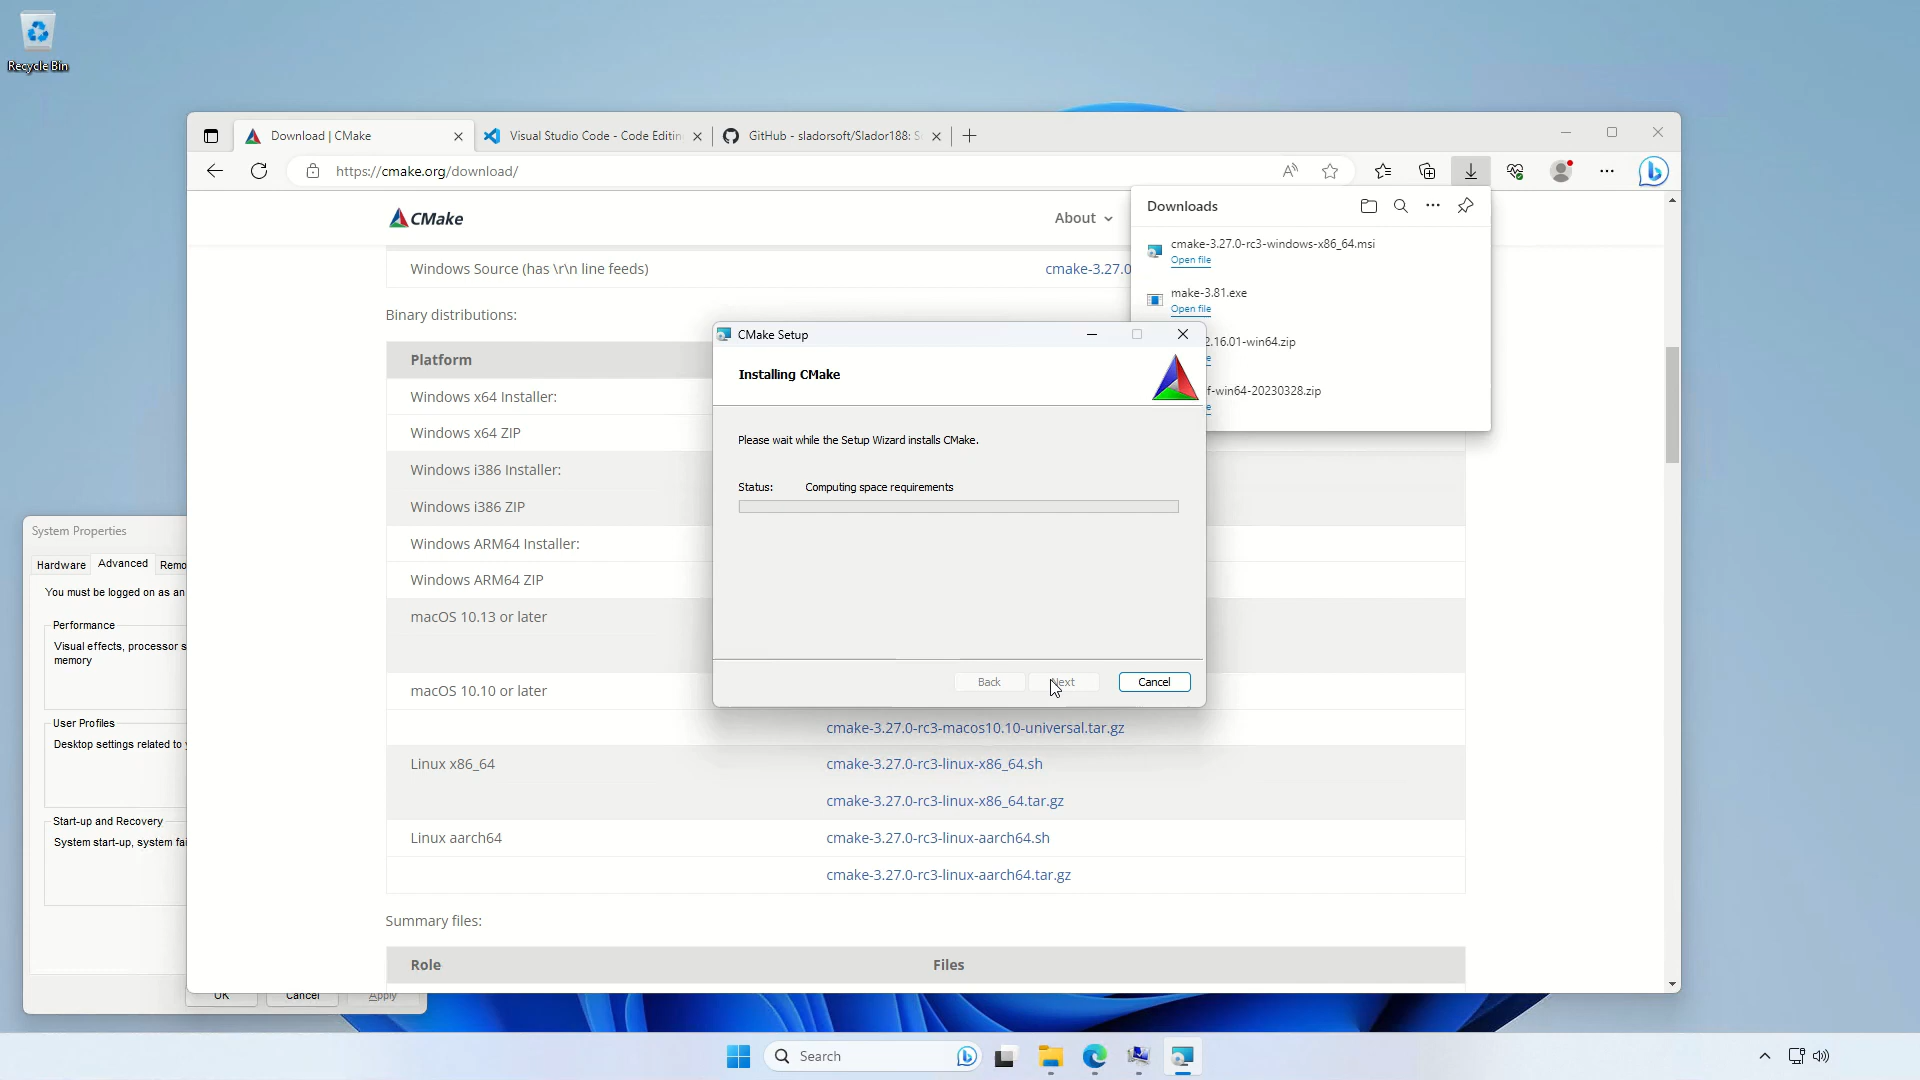 Recycle Bin
Download | CMake
Visual Studio Code - Code Editin
GitHub - sladorsoft/Slador188: S
https://cmake.org/download/
CMake
About
Downloads
cmake-3.27.0-rc3-windows-x86_64.msi
Open file
make-3.81.exe
Open file
2.16.01-win64.zip
f-win64-20230328.zip
Windows Source (has \r\n line feeds)
cmake-3.27.0
Binary distributions:
Platform
Windows x64 Installer:
Windows x64 ZIP
Windows i386 Installer:
Windows i386 ZIP
Windows ARM64 Installer:
Windows ARM64 ZIP
macOS 10.13 or later
macOS 10.10 or later
cmake-3.27.0-rc3-macos10.10-universal.tar.gz
Linux x86_64
cmake-3.27.0-rc3-linux-x86_64.sh
cmake-3.27.0-rc3-linux-x86_64.tar.gz
Linux aarch64
cmake-3.27.0-rc3-linux-aarch64.sh
cmake-3.27.0-rc3-linux-aarch64.tar.gz
Summary files:
Role
Files
CMake Setup
Installing CMake
Please wait while the Setup Wizard installs CMake.
Status: Computing space requirements
Back
Next
Cancel
System Properties
Hardware
Advanced
Remo
You must be logged on as an
Performance
Visual effects, processor s
memory
User Profiles
Desktop settings related to y
Start-up and Recovery
System start-up, system fai
OK
Cancel
Apply
Search